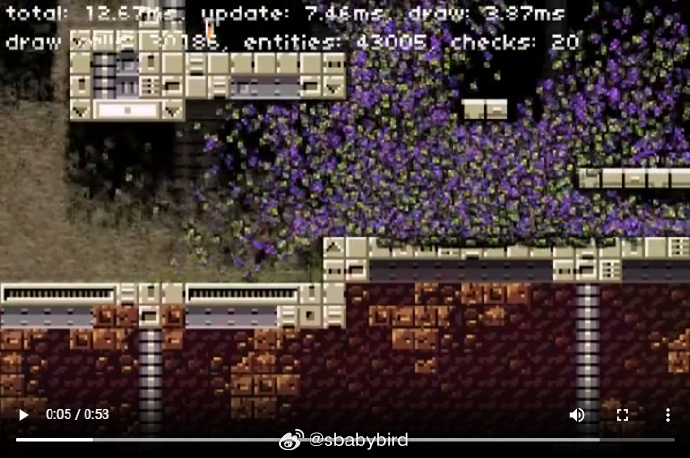 total: 12.67ms, update: 7.46ms, draw: 3.87ms
draw 30186, entities: 43005, checks: 20
0:05 / 0:53
@sbabybird